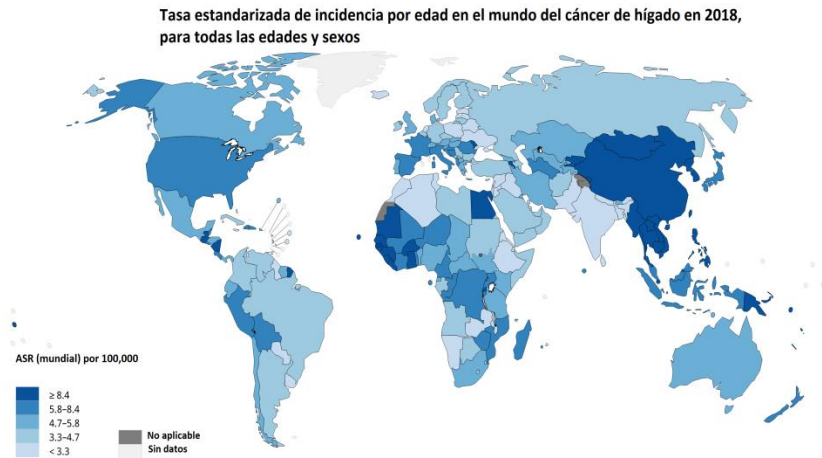 Tasa estandarizada de incidencia por edad en el mundo del cáncer de hígado en 2018,
para todas las edades y sexos
ASR (mundial) por 100,000
≥ 8.4
5.8–8.4
4.7–5.8
3.3–4.7
< 3.3
No aplicable
Sin datos